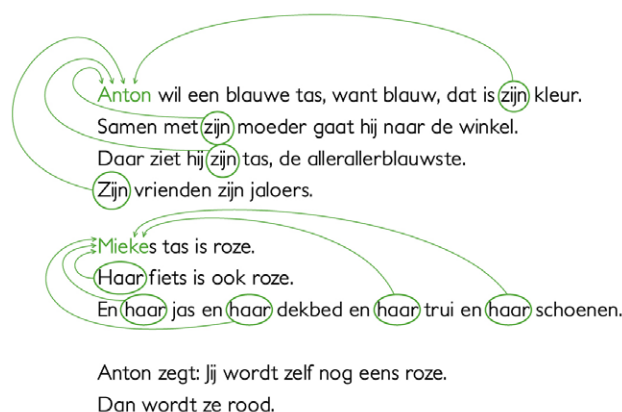 Anton wil een blauwe tas, want blauw, dat is zijn kleur.
Samen met zijn moeder gaat hij naar de winkel.
Daar ziet hij zijn tas, de allerallerblauwste.
Zijn vrienden zijn jaloers.
Miekes tas is roze.
Haar fiets is ook roze.
En haar jas en haar dekbed en haar trui en haar schoenen.
Anton zegt: Jij wordt zelf nog eens roze.
Dan wordt ze rood.